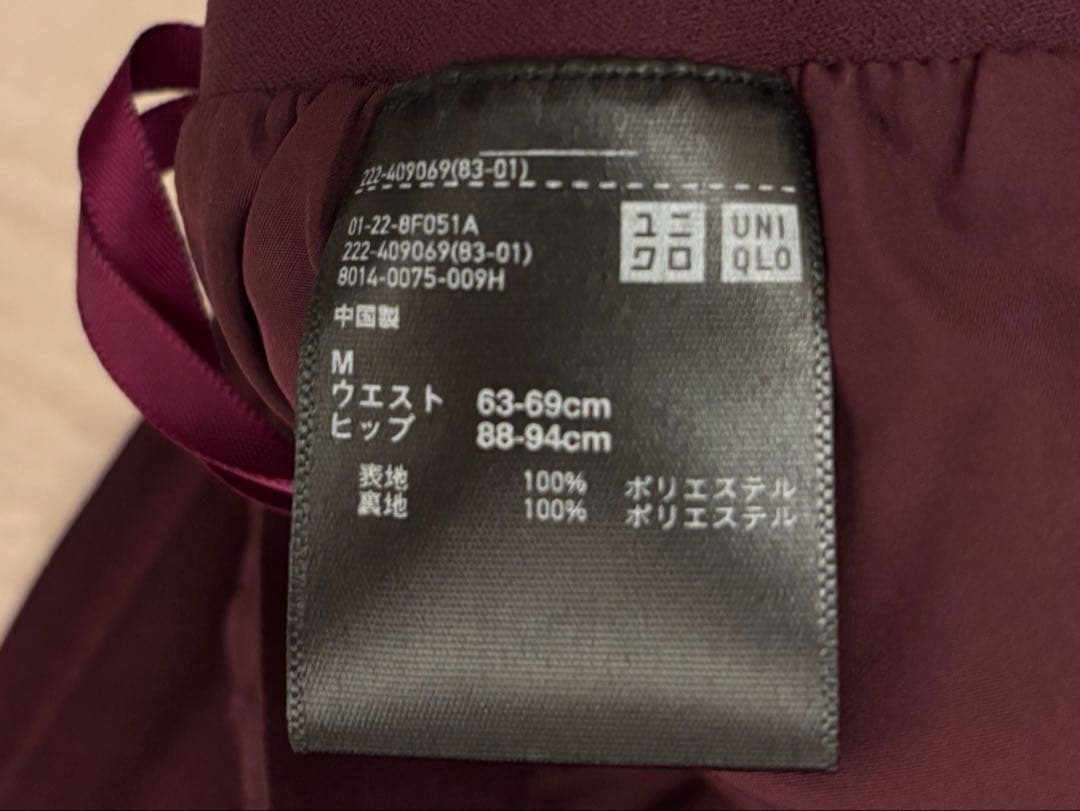 222-409069(83-01)
01-22-8F051A
222-409069(83-01)
8014-0075-009H
ユニクロ
UNIQLO
中国製
M
ウエスト 63-69cm
ヒップ 88-94cm
表地 100% ポリエステル
裏地 100% ポリエステル